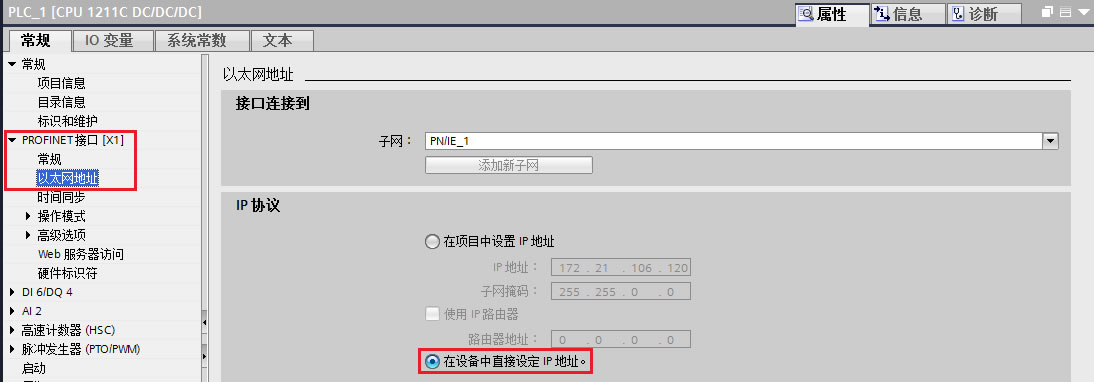 PLC_1 [CPU 1211C DC/DC/DC]
属性
信息
诊断
常规
IO 变量
系统常数
文本
常规
项目信息
目录信息
标识和维护
PROFINET接口 [X1]
常规
以太网地址
时间同步
操作模式
高级选项
Web 服务器访问
硬件标识符
DI 6/DQ 4
AI 2
高速计数器 (HSC)
脉冲发生器 (PTO/PWM)
启动
以太网地址
接口连接到
子网：
PN/IE_1
添加新子网
IP 协议
在项目中设置 IP 地址
IP 地址：
172 . 21 . 106 . 120
子网掩码：
255 . 255 . 0 . 0
使用 IP 路由器
路由器地址：
0 . 0 . 0 . 0
在设备中直接设定 IP 地址。